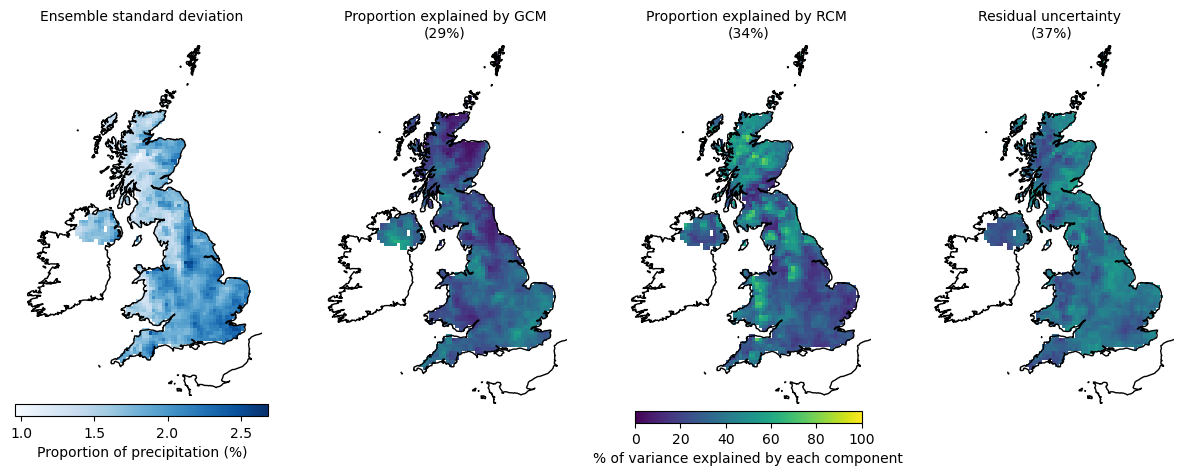 Ensemble standard deviation
Proportion explained by GCM
(29%)
Proportion explained by RCM
(34%)
Residual uncertainty
(37%)
1.0 1.5 2.0 2.5
Proportion of precipitation (%)
0 20 40 60 80 100
% of variance explained by each component